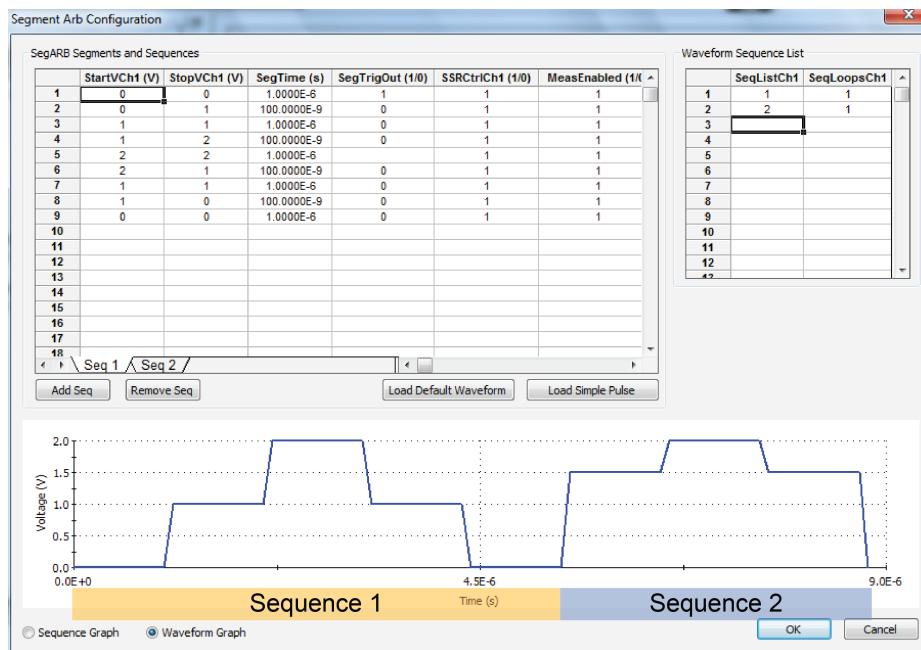 Segment Arb Configuration
SegARB Segments and Sequences
StartVCh1 (V) StopVCh1 (V) SegTime (s) SegTrigOut (1/0) SSRCtrlCh1 (1/0) MeasEnabled (1/(
1 0 0 1.0000E-6 1 1 1
2 0 1 100.0000E-9 0 1 1
3 1 1 1.0000E-6 0 1 1
4 1 2 100.0000E-9 0 1 1
5 2 2 1.0000E-6 1 1
6 2 1 100.0000E-9 0 1 1
7 1 1 1.0000E-6 0 1 1
8 1 0 100.0000E-9 0 1 1
9 0 0 1.0000E-6 0 1 1
10
11
12
13
14
15
16
17
18
Seq 1 Seq 2
Add Seq Remove Seq Load Default Waveform Load Simple Pulse
Waveform Sequence List
SeqListCh1 SeqLoopsCh1
1 1 1
2 2 1
3
4
5
6
7
8
9
10
11
12
13
Voltage (V)
2.0
1.5
1.0
0.5
0.0
0.0E+0 4.5E-6 9.0E-6
Time (s)
Sequence 1 Sequence 2
Sequence Graph Waveform Graph OK Cancel